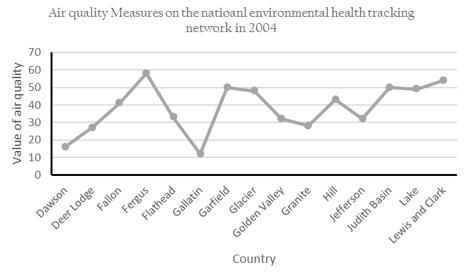 Air quality Measures on the natioanl environmental health tracking
network in 2004
Value of air quality
70
60
50
40
30
20
10
0
Dawson
Deer Lodge
Fallon
Fergus
Flathead
Gallatin
Garfield
Glacier
Golden Valley
Granite
Hill
Jefferson
Judith Basin
Lake
Lewis and Clark
Country